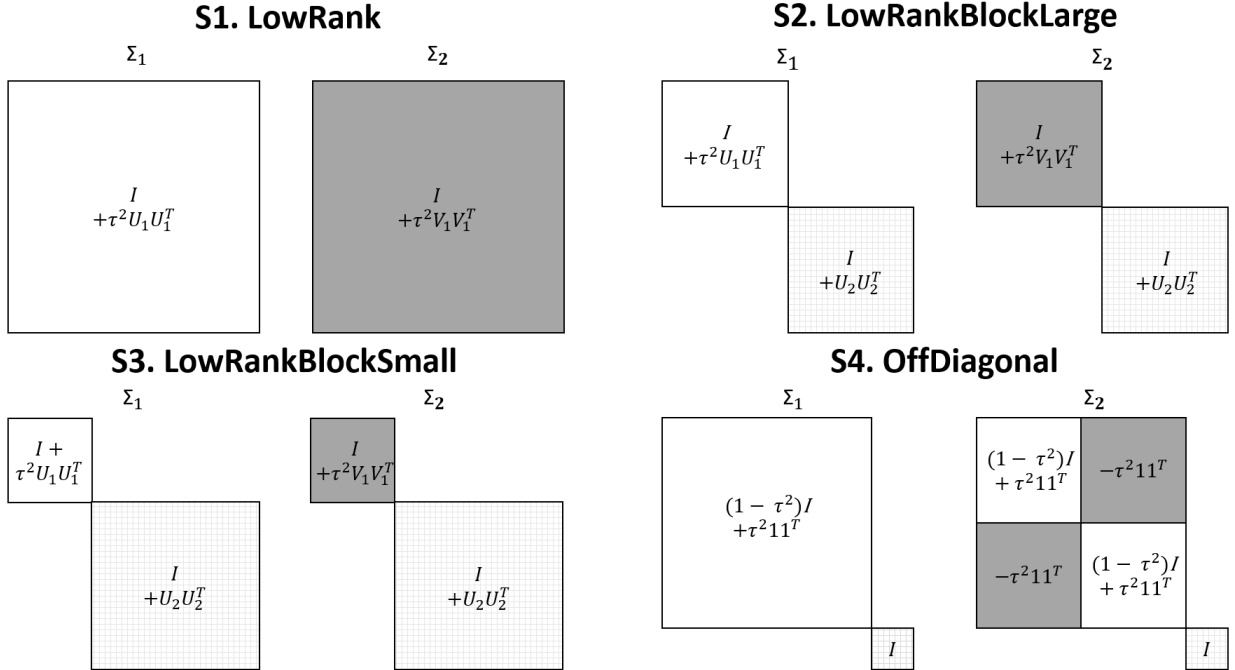 S1. LowRank
Σ₁
Σ₂
I
+τ²U₁U₁ᵀ
I
+τ²V₁V₁ᵀ
S2. LowRankBlockLarge
Σ₁
Σ₂
I
+τ²U₁U₁ᵀ
I
+U₂U₂ᵀ
I
+τ²V₁V₁ᵀ
I
+U₂U₂ᵀ
S3. LowRankBlockSmall
Σ₁
Σ₂
I +
τ²U₁U₁ᵀ
I
+U₂U₂ᵀ
I
+τ²V₁V₁ᵀ
I
+U₂U₂ᵀ
S4. OffDiagonal
Σ₁
Σ₂
(1 − τ²)I
+τ²11ᵀ
I
(1 − τ²)I
+ τ²11ᵀ
−τ²11ᵀ
−τ²11ᵀ
(1 − τ²)I
+ τ²11ᵀ
I